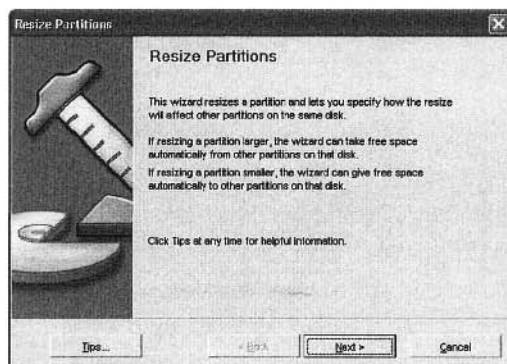 Resize Partitions
Resize Partitions
This wizard resizes a partition and lets you specify how the resize
will affect other partitions on the same disk.
If resizing a partition larger, the wizard can take free space
automatically from other partitions on that disk.
If resizing a partition smaller, the wizard can give free space
automatically to other partitions on that disk.
Click Tips at any time for helpful information.
Tips...
< Back
Next >
Cancel